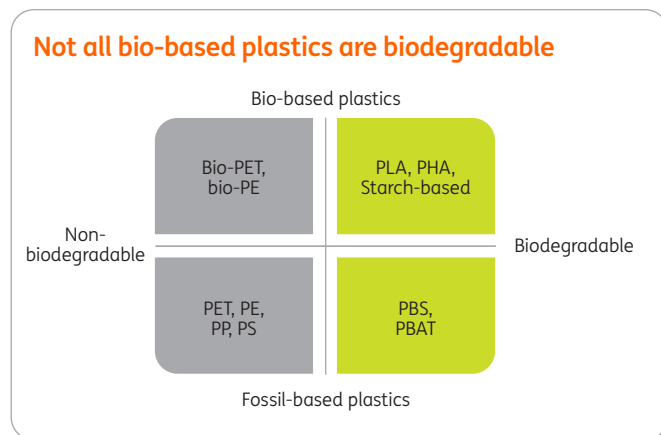 Not all bio-based plastics are biodegradable
Bio-based plastics
Bio-PET,
bio-PE
PLA, PHA,
Starch-based
Non-
biodegradable
Biodegradable
PET, PE,
PP, PS
PBS,
PBAT
Fossil-based plastics